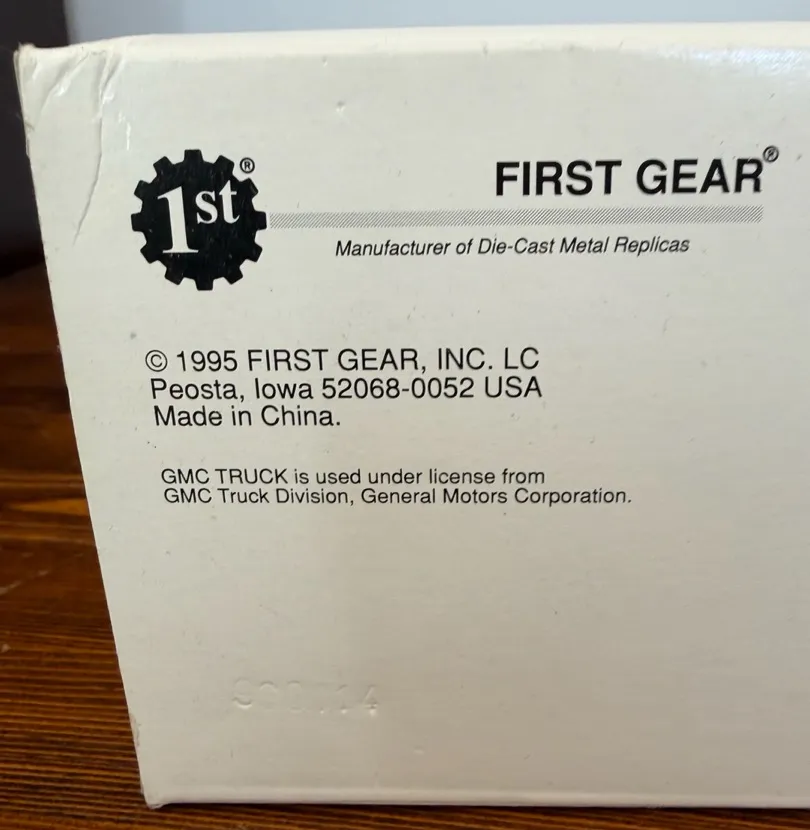 1st®
FIRST GEAR®
Manufacturer of Die-Cast Metal Replicas
© 1995 FIRST GEAR, INC. LC
Peosta, Iowa 52068-0052 USA
Made in China.
GMC TRUCK is used under license from
GMC Truck Division, General Motors Corporation.